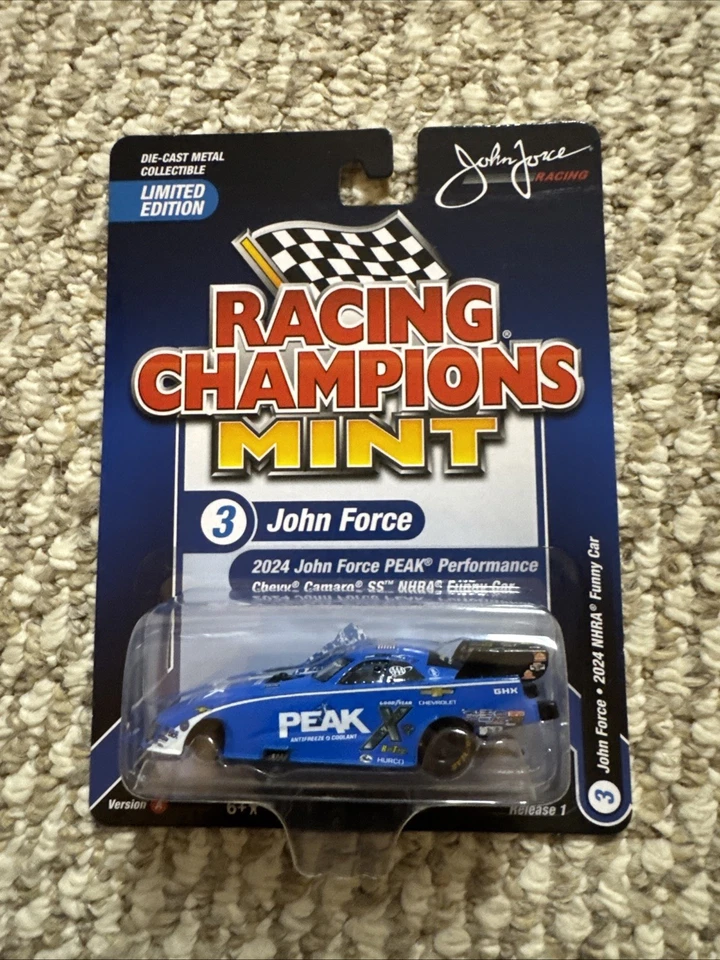 DIE-CAST METAL
COLLECTIBLE
LIMITED
EDITION
John Force
RACING
RACING
CHAMPIONS®
MINT
3 John Force
2024 John Force PEAK® Performance
Chevy® Camaro® SS™ NHRA® Funny Car
PEAK
ANTIFREEZE & COOLANT
GOODYEAR
CHEVROLET
GHX
HURCO
Version A
6+
Release 1
3 John Force • 2024 NHRA® Funny Car